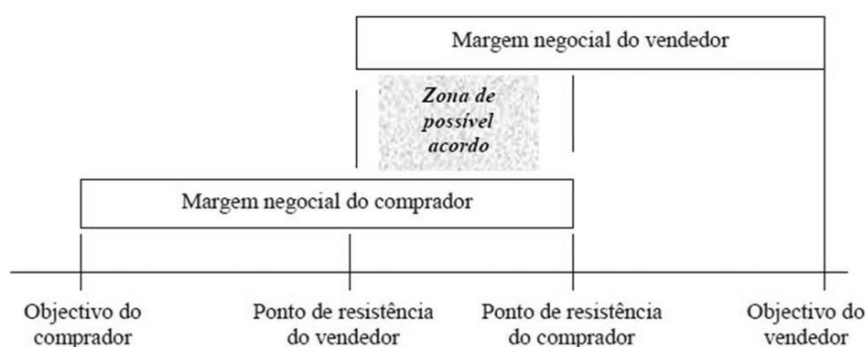 Margem negocial do vendedor
Zona de
possível
acordo
Margem negocial do comprador
Objectivo do
comprador
Ponto de resistência
do vendedor
Ponto de resistência
do comprador
Objectivo do
vendedor